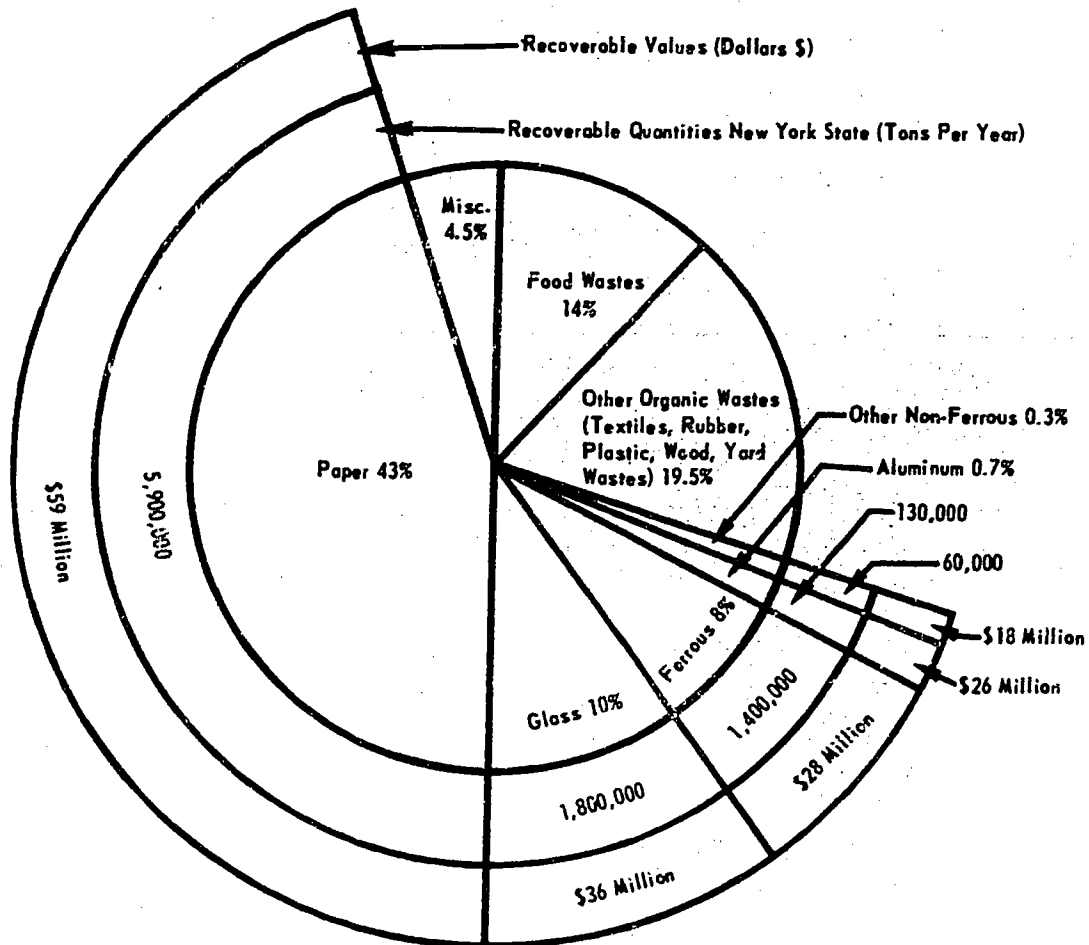 Recoverable Values (Dollars $)
Recoverable Quantities New York State (Tons Per Year)
Misc.
4.5%
Food Wastes
14%
Other Organic Wastes
(Textiles, Rubber,
Plastic, Wood, Yard
Wastes) 19.5%
Other Non-Ferrous 0.3%
Aluminum 0.7%
130,000
60,000
$18 Million
$26 Million
Paper 43%
5,900,000
$59 Million
Ferrous 8%
1,400,000
$28 Million
Glass 10%
1,800,000
$36 Million